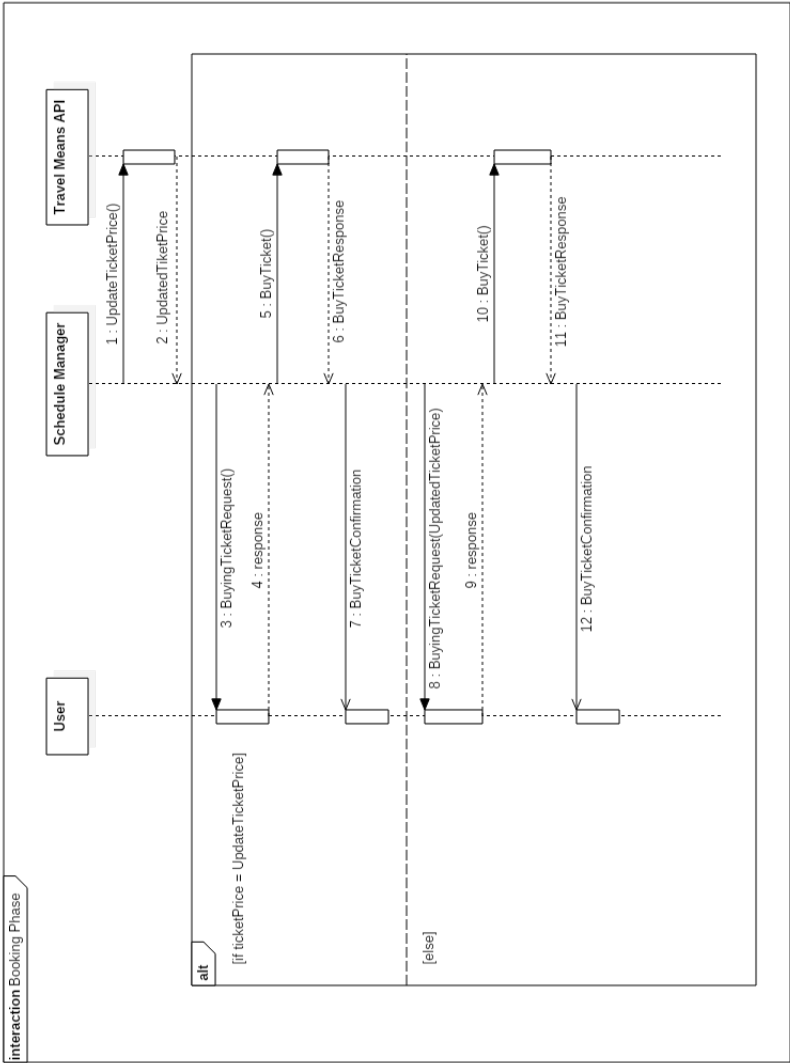 interaction Booking Phase
User
Schedule Manager
Travel Means API
1 : UpdateTicketPrice()
2 : UpdatedTiketPrice
alt
[if ticketPrice = UpdateTicketPrice]
3 : BuyingTicketRequest()
4 : response
5 : BuyTicket()
6 : BuyTicketResponse
7 : BuyTicketConfirmation
[else]
8 : BuyingTicketRequest(UpdatedTicketPrice)
9 : response
10 : BuyTicket()
11 : BuyTicketResponse
12 : BuyTicketConfirmation